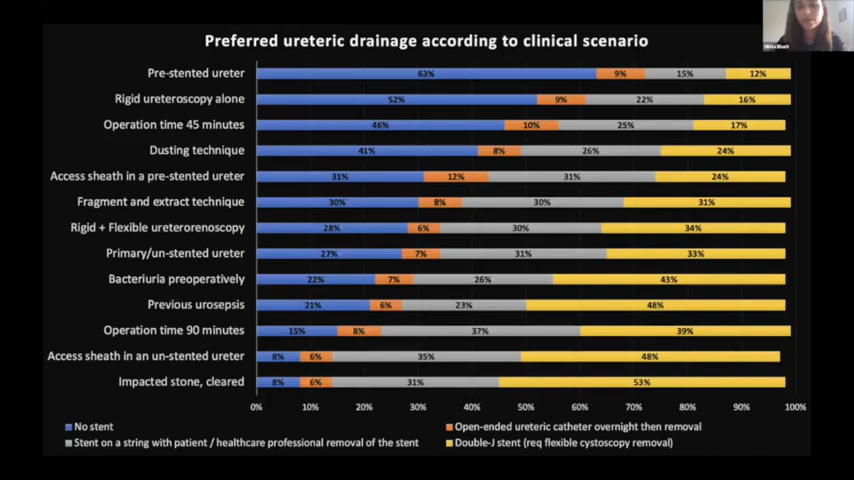 Preferred ureteric drainage according to clinical scenario
Pre-stented ureter 63% 9% 15% 12%
Rigid ureteroscopy alone 52% 9% 22% 16%
Operation time 45 minutes 46% 10% 25% 17%
Dusting technique 41% 8% 26% 24%
Access sheath in a pre-stented ureter 31% 12% 31% 24%
Fragment and extract technique 30% 8% 30% 31%
Rigid + Flexible ureterorenoscopy 28% 6% 30% 34%
Primary/un-stented ureter 27% 7% 31% 33%
Bacteriuria preoperatively 22% 7% 26% 43%
Previous urosepsis 21% 6% 23% 48%
Operation time 90 minutes 15% 8% 37% 39%
Access sheath in an un-stented ureter 8% 6% 35% 48%
Impacted stone, cleared 8% 6% 31% 53%
0% 10% 20% 30% 40% 50% 60% 70% 80% 90% 100%
No stent Open-ended ureteric catheter overnight then removal
Stent on a string with patient / healthcare professional removal of the stent Double-J stent (req flexible cystoscopy removal)